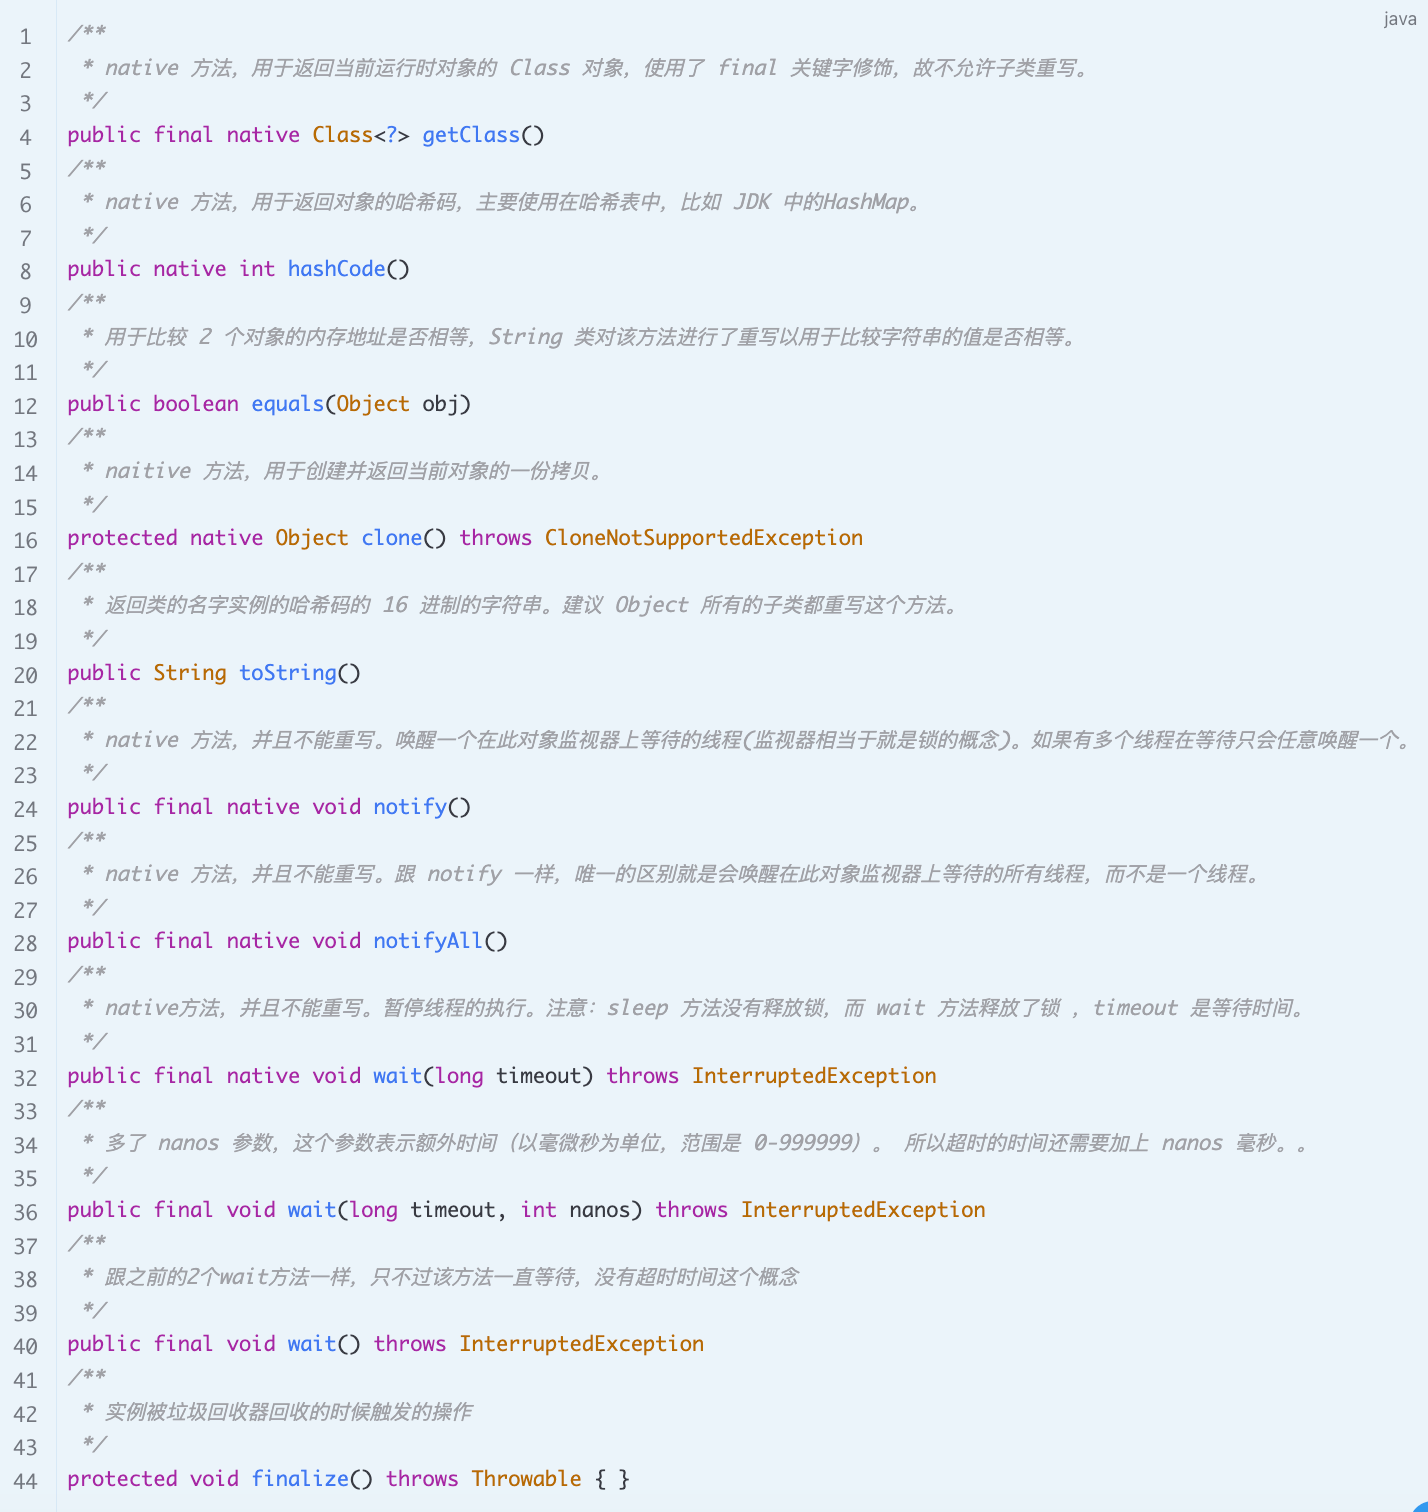 java
1 /**
2  * native 方法，用于返回当前运行时对象的 Class 对象，使用了 final 关键字修饰，故不允许子类重写。
3  */
4 public final native Class<?> getClass()
5 /**
6  * native 方法，用于返回对象的哈希码，主要使用在哈希表中，比如 JDK 中的HashMap。
7  */
8 public native int hashCode()
9 /**
10  * 用于比较 2 个对象的内存地址是否相等，String 类对该方法进行了重写以用于比较字符串的值是否相等。
11  */
12 public boolean equals(Object obj)
13 /**
14  * naitive 方法，用于创建并返回当前对象的一份拷贝。
15  */
16 protected native Object clone() throws CloneNotSupportedException
17 /**
18  * 返回类的名字实例的哈希码的 16 进制的字符串。建议 Object 所有的子类都重写这个方法。
19  */
20 public String toString()
21 /**
22  * native 方法，并且不能重写。唤醒一个在此对象监视器上等待的线程(监视器相当于就是锁的概念)。如果有多个线程在等待只会任意唤醒一个。
23  */
24 public final native void notify()
25 /**
26  * native 方法，并且不能重写。跟 notify 一样，唯一的区别就是会唤醒在此对象监视器上等待的所有线程，而不是一个线程。
27  */
28 public final native void notifyAll()
29 /**
30  * native方法，并且不能重写。暂停线程的执行。注意：sleep 方法没有释放锁，而 wait 方法释放了锁 ，timeout 是等待时间。
31  */
32 public final native void wait(long timeout) throws InterruptedException
33 /**
34  * 多了 nanos 参数，这个参数表示额外时间（以毫微秒为单位，范围是 0-999999）。 所以超时的时间还需要加上 nanos 毫秒。。
35  */
36 public final void wait(long timeout, int nanos) throws InterruptedException
37 /**
38  * 跟之前的2个wait方法一样，只不过该方法一直等待，没有超时时间这个概念
39  */
40 public final void wait() throws InterruptedException
41 /**
42  * 实例被垃圾回收器回收的时候触发的操作
43  */
44 protected void finalize() throws Throwable { }